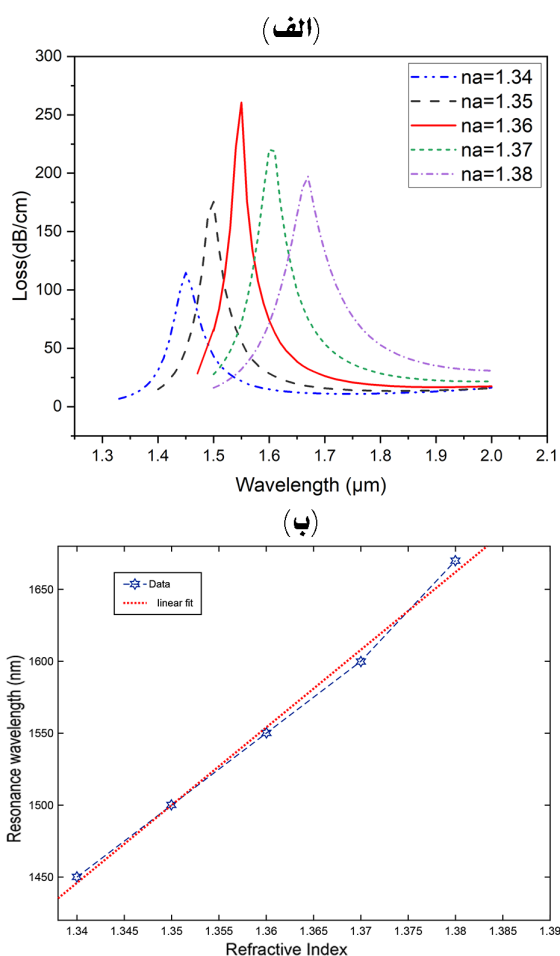 (الف)
300
250
200
150
100
50
0
Loss(dB/cm)
na=1.34
na=1.35
na=1.36
na=1.37
na=1.38
1.3 1.4 1.5 1.6 1.7 1.8 1.9 2.0 2.1
Wavelength (µm)
(ب)
1650
1600
1550
1500
1450
Resonance wavelength (nm)
Data
linear fit
1.34 1.345 1.35 1.355 1.36 1.365 1.37 1.375 1.38 1.385 1.39
Refractive Index